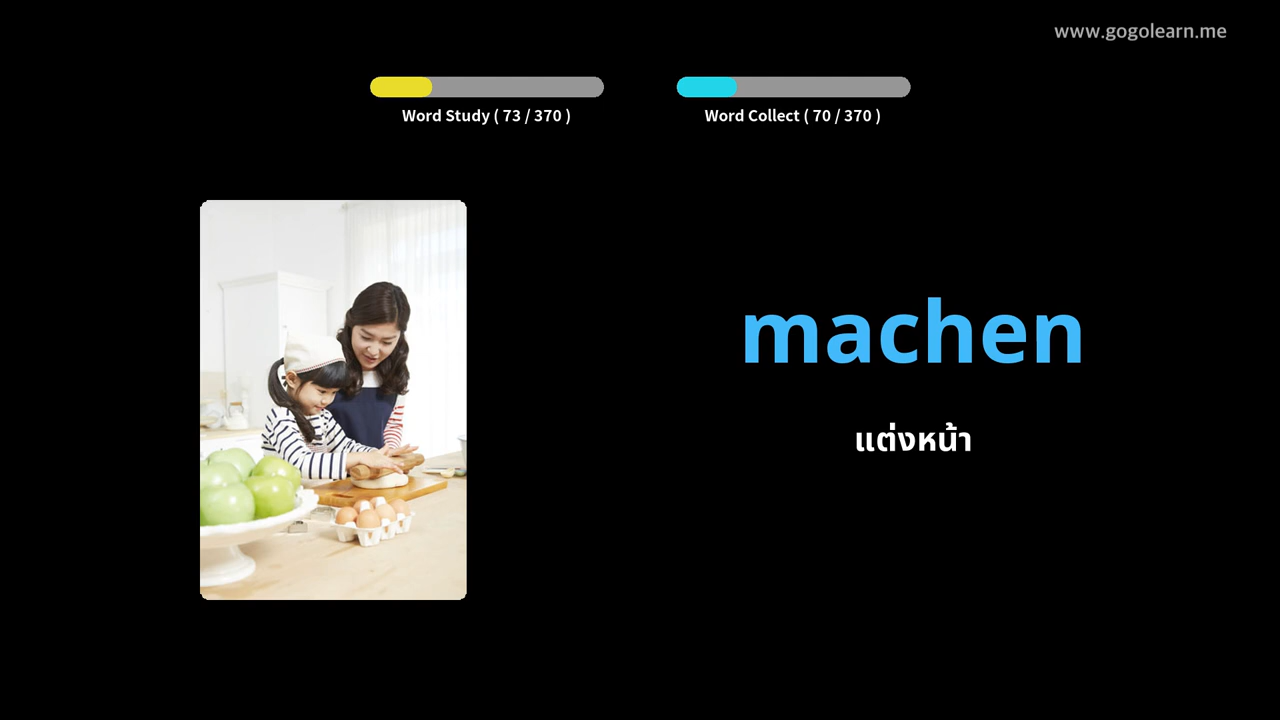 www.gogolearn.me
Word Study ( 73 / 370 )
Word Collect ( 70 / 370 )
machen
แต่งหน้า